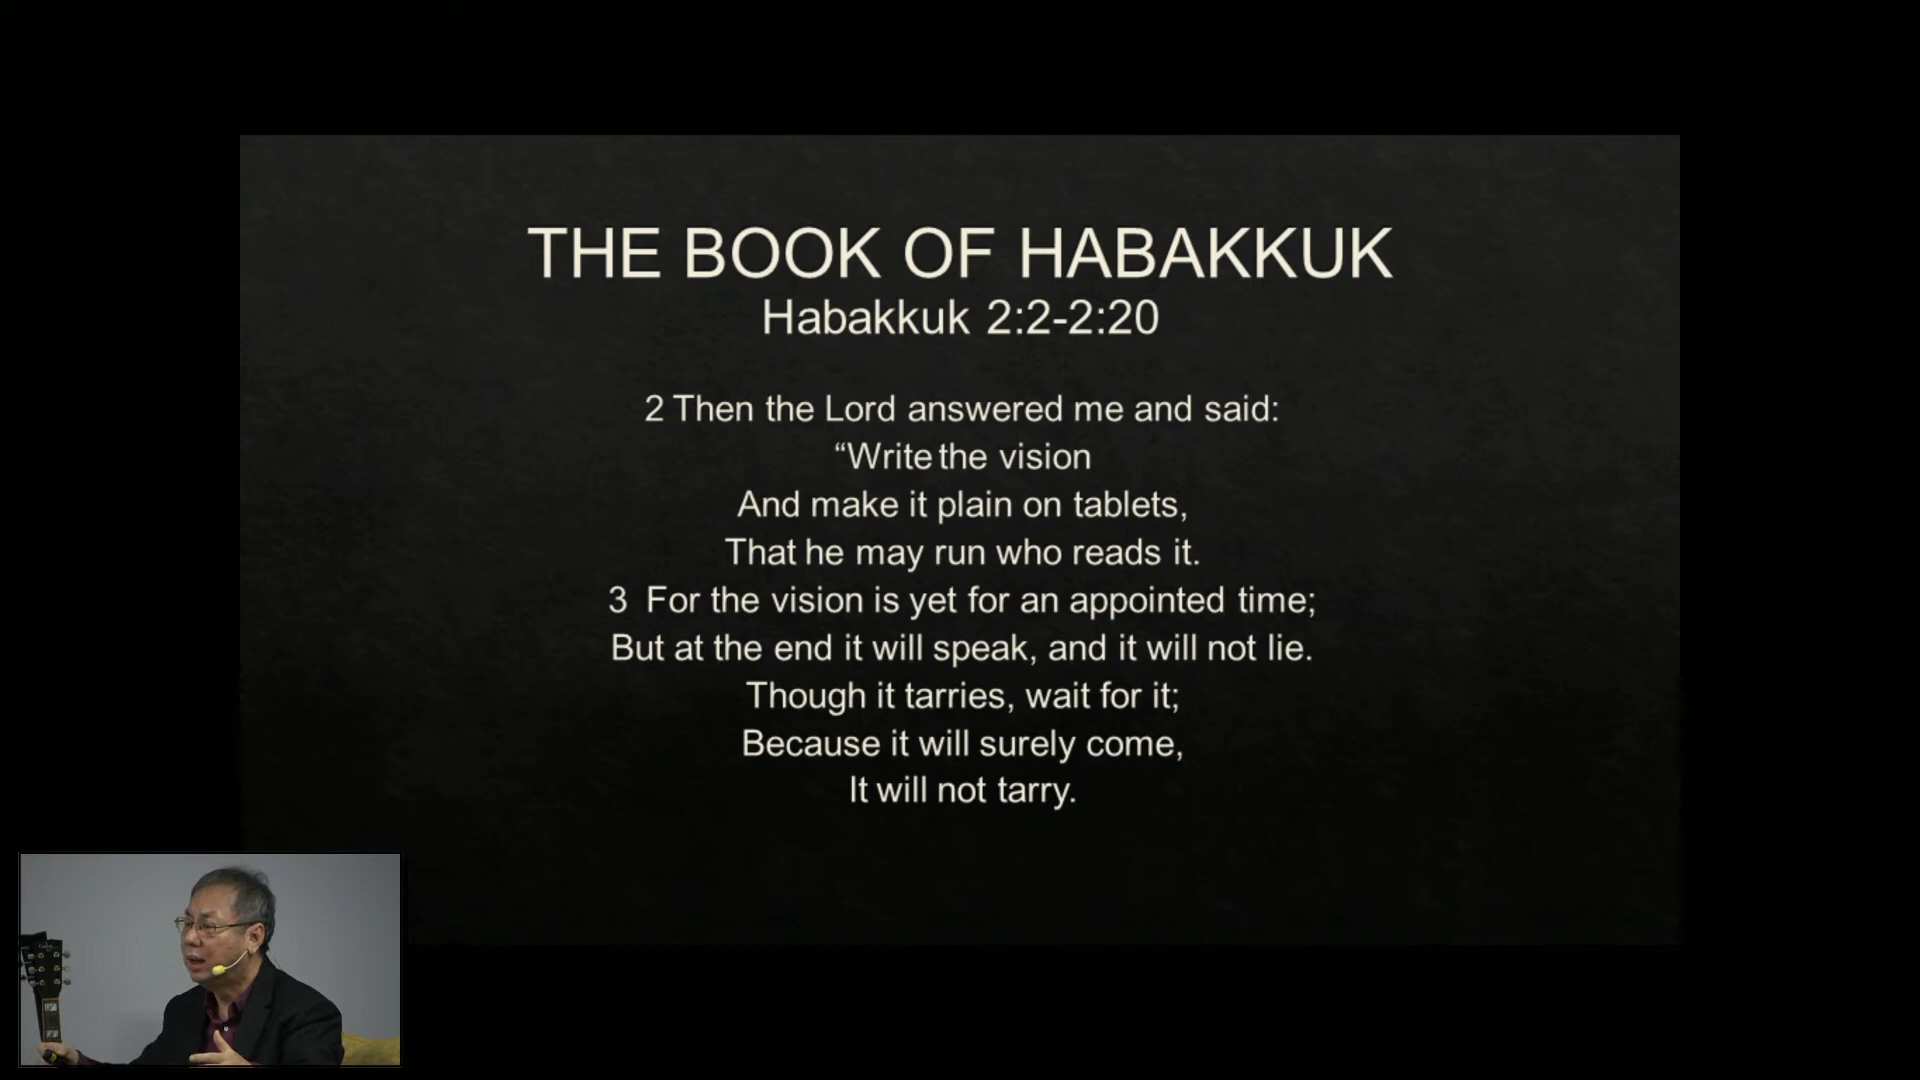 THE BOOK OF HABAKKUK
Habakkuk 2:2-2:20
2 Then the Lord answered me and said:
“Write the vision
And make it plain on tablets,
That he may run who reads it.
3 For the vision is yet for an appointed time;
But at the end it will speak, and it will not lie.
Though it tarries, wait for it;
Because it will surely come,
It will not tarry.